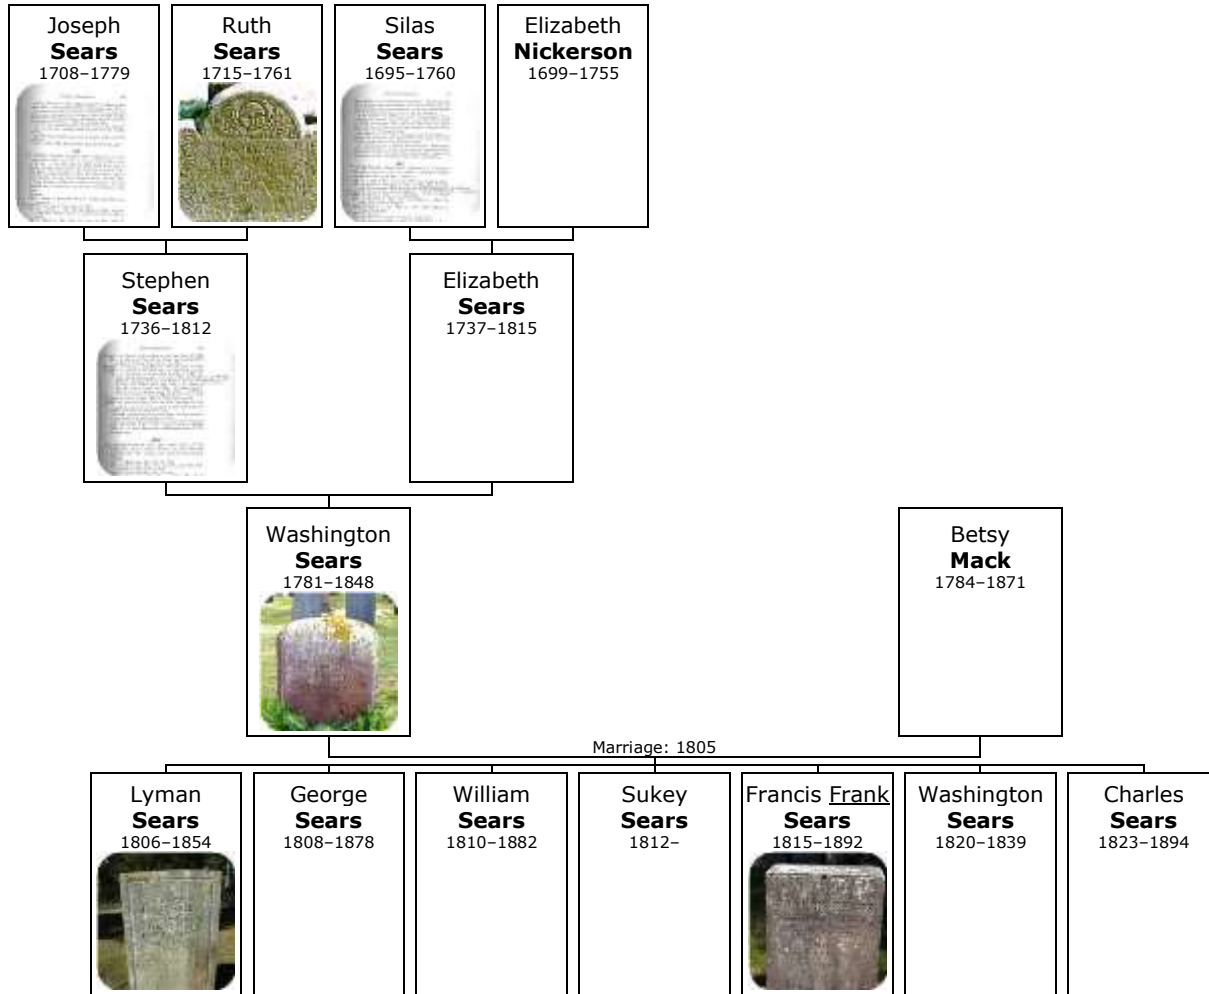 Joseph
Sears
1708–1779
Ruth
Sears
1715–1761
Silas
Sears
1695–1760
Elizabeth
Nickerson
1699–1755
Stephen
Sears
1736–1812
Elizabeth
Sears
1737–1815
Washington
Sears
1781–1848
Betsy
Mack
1784–1871
Marriage: 1805
Lyman
Sears
1806–1854
George
Sears
1808–1878
William
Sears
1810–1882
Sukey
Sears
1812–
Francis Frank
Sears
1815–1892
Washington
Sears
1820–1839
Charles
Sears
1823–1894